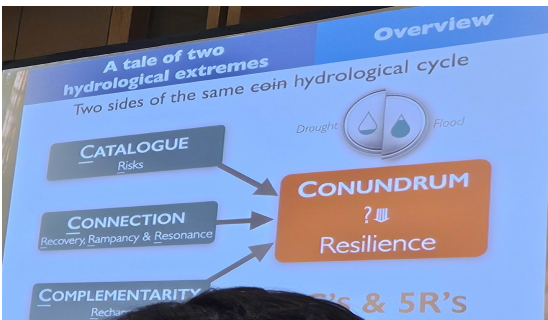 A tale of two
hydrological extremes
Overview
Two sides of the same coin hydrological cycle
Drought
Flood
CATALOGUE
Risks
CONNECTION
Recovery, Rampancy & Resonance
COMPLEMENTARITY
CONUNDRUM
?⇓
Resilience
& 5R's